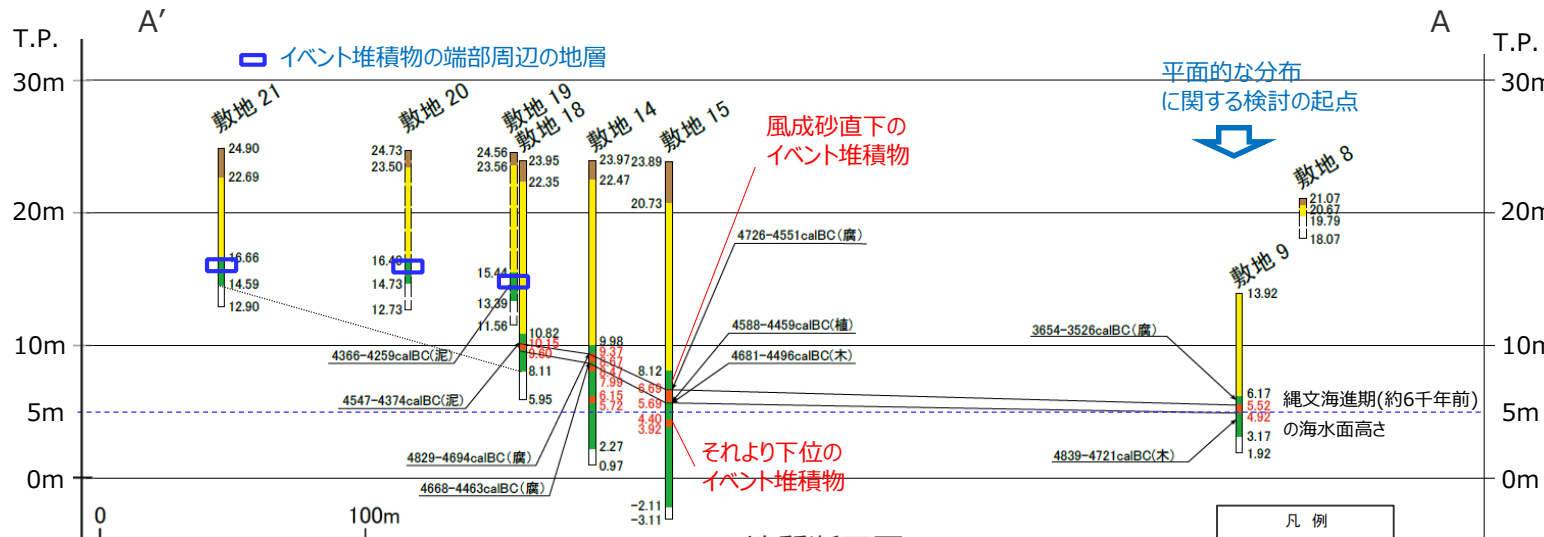 A′
A
T.P.
T.P.
イベント堆積物の端部周辺の地層
平面的な分布
に関する検討の起点
30m
30m
20m
20m
10m
10m
5m
5m
0m
0m
敷地 21
24.90
22.69
16.66
14.59
12.90
敷地 20
24.73
23.50
14.73
12.73
敷地 19
24.56
23.56
15.44
13.39
11.56
敷地 18
23.95
22.35
10.82
10.15
9.60
8.11
5.95
敷地 14
23.97
22.47
9.98
9.37
8.67
8.47
7.99
6.15
5.72
2.27
0.97
敷地 15
23.89
20.73
8.12
6.69
5.69
4.40
3.92
-2.11
-3.11
風成砂直下の
イベント堆積物
それより下位の
イベント堆積物
敷地 8
21.07
20.67
19.79
18.07
敷地 9
13.92
6.17
5.52
4.92
3.17
1.92
4726-4551calBC(腐)
4588-4459calBC(植)
4681-4496calBC(木)
3654-3526calBC(腐)
4366-4259calBC(泥)
4547-4374calBC(泥)
4829-4694calBC(腐)
4668-4463calBC(腐)
4839-4721calBC(木)
縄文海進期(約6千年前)
の海水面高さ
0
100m
凡 例